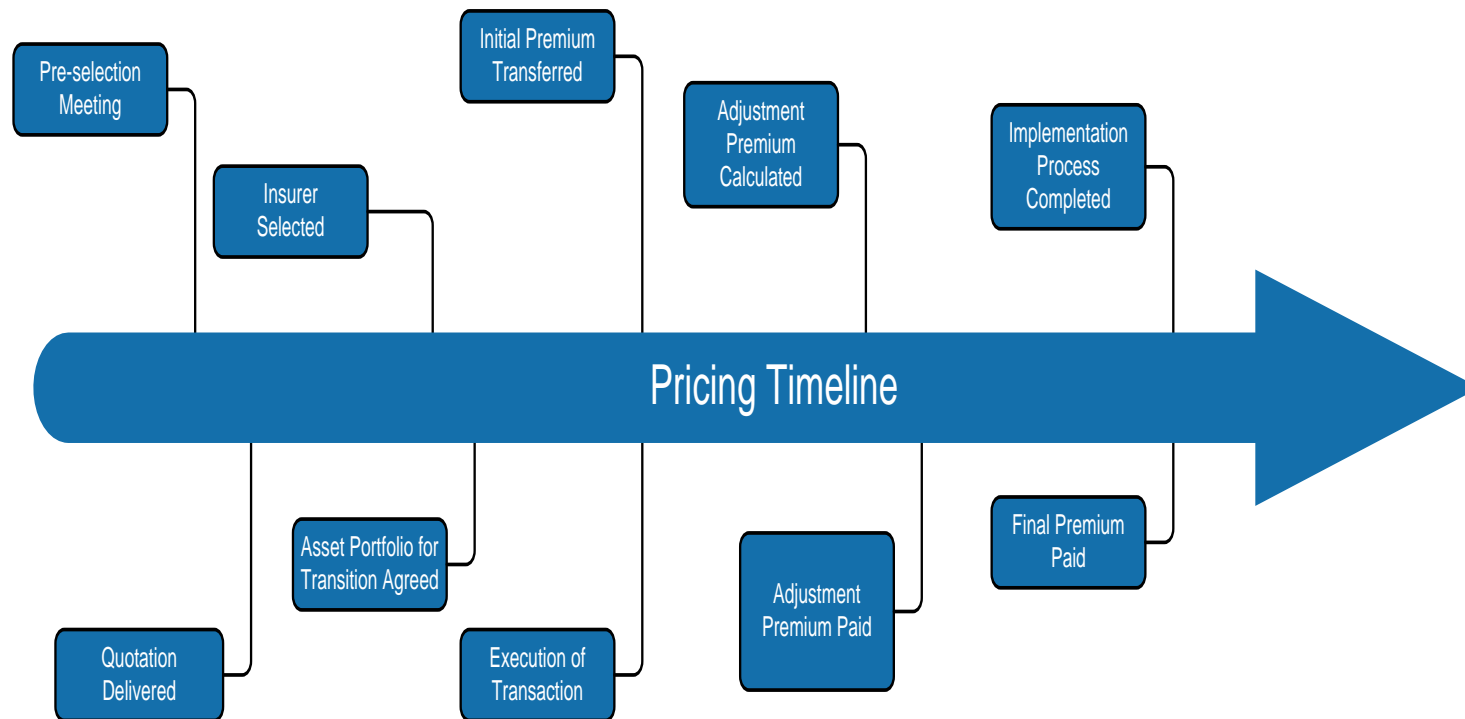 Pre-selection
Meeting
Insurer
Selected
Initial Premium
Transferred
Adjustment
Premium
Calculated
Implementation
Process
Completed
Pricing Timeline
Quotation
Delivered
Asset Portfolio for
Transition Agreed
Execution of
Transaction
Adjustment
Premium Paid
Final Premium
Paid